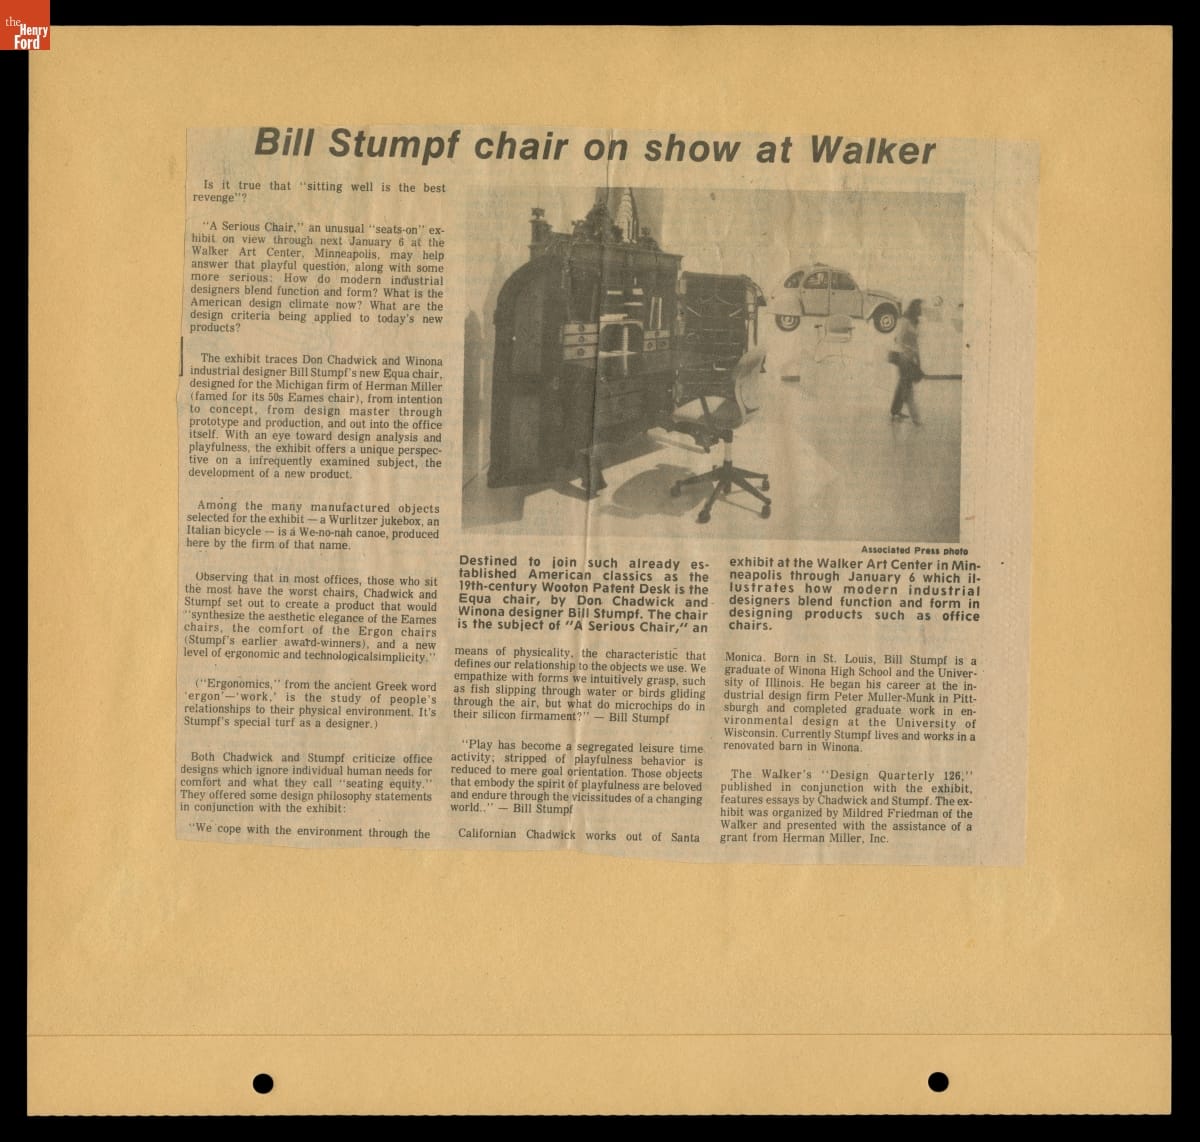 the
Henry
Ford
Bill Stumpf chair on show at Walker
Is it true that "sitting well is the best
revenge"?
"A Serious Chair," an unusual "seats-on" ex-
hibit on view through next January 6 at the
Walker Art Center, Minneapolis, may help
answer that playful question, along with some
more serious: How do modern industrial
designers blend function and form? What is the
American design climate now? What are the
design criteria being applied to today's new
products?
The exhibit traces Don Chadwick and Winona
industrial designer Bill Stumpf's new Equa chair,
designed for the Michigan firm of Herman Miller
(famed for its 50s Eames chair), from intention
to concept, from design master through
prototype and production, and out into the office
itself. With an eye toward design analysis and
playfulness, the exhibit offers a unique perspec-
tive on a infrequently examined subject, the
development of a new product.
Among the many manufactured objects
selected for the exhibit — a Wurlitzer jukebox, an
Italian bicycle — is a We-no-nah canoe, produced
here by the firm of that name.
Observing that in most offices, those who sit
the most have the worst chairs, Chadwick and
Stumpf set out to create a product that would
"synthesize the aesthetic elegance of the Eames
chairs, the comfort of the Ergon chairs
(Stumpf's earlier award-winners), and a new
level of ergonomic and technologicalsimplicity."
("Ergonomics," from the ancient Greek word
'ergon'—'work,' is the study of people's
relationships to their physical environment. It's
Stumpf's special turf as a designer.)
Both Chadwick and Stumpf criticize office
designs which ignore individual human needs for
comfort and what they call "seating equity."
They offered some design philosophy statements
in conjunction with the exhibit:
"We cope with the environment through the
Associated Press photo
Destined to join such already es-
tablished American classics as the
19th-century Wooton Patent Desk is the
Equa chair, by Don Chadwick and
Winona designer Bill Stumpf. The chair
is the subject of "A Serious Chair," an
exhibit at the Walker Art Center in Min-
neapolis through January 6 which il-
lustrates how modern industrial
designers blend function and form in
designing products such as office
chairs.
means of physicality, the characteristic that
defines our relationship to the objects we use. We
empathize with forms we intuitively grasp, such
as fish slipping through water or birds gliding
through the air, but what do microchips do in
their silicon firmament?" — Bill Stumpf
"Play has become a segregated leisure time
activity; stripped of playfulness behavior is
reduced to mere goal orientation. Those objects
that embody the spirit of playfulness are beloved
and endure through the vicissitudes of a changing
world.." — Bill Stumpf
Californian Chadwick works out of Santa
Monica. Born in St. Louis, Bill Stumpf is a
graduate of Winona High School and the Univer-
sity of Illinois. He began his career at the in-
dustrial design firm Peter Muller-Munk in Pitt-
sburgh and completed graduate work in en-
vironmental design at the University of
Wisconsin. Currently Stumpf lives and works in a
renovated barn in Winona.
The Walker's "Design Quarterly 126,"
published in conjunction with the exhibit,
features essays by Chadwick and Stumpf. The ex-
hibit was organized by Mildred Friedman of the
Walker and presented with the assistance of a
grant from Herman Miller, Inc.